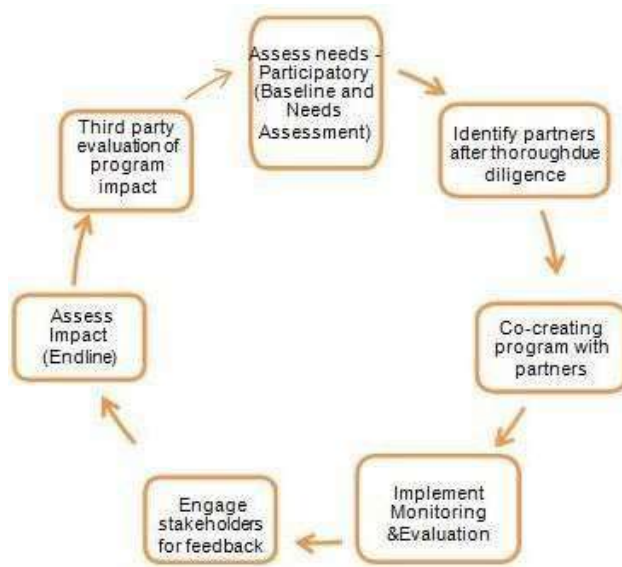 Assess needs -
Participatory
(Baseline and
Needs
Assessment)
Identify partners
after thoroughdue
diligence
Co-creating
program with
partners
Implement
Monitoring
&Evaluation
Engage
stakeholders
for feedback
Assess
Impact
(Endline)
Third party
evaluation of
program
impact